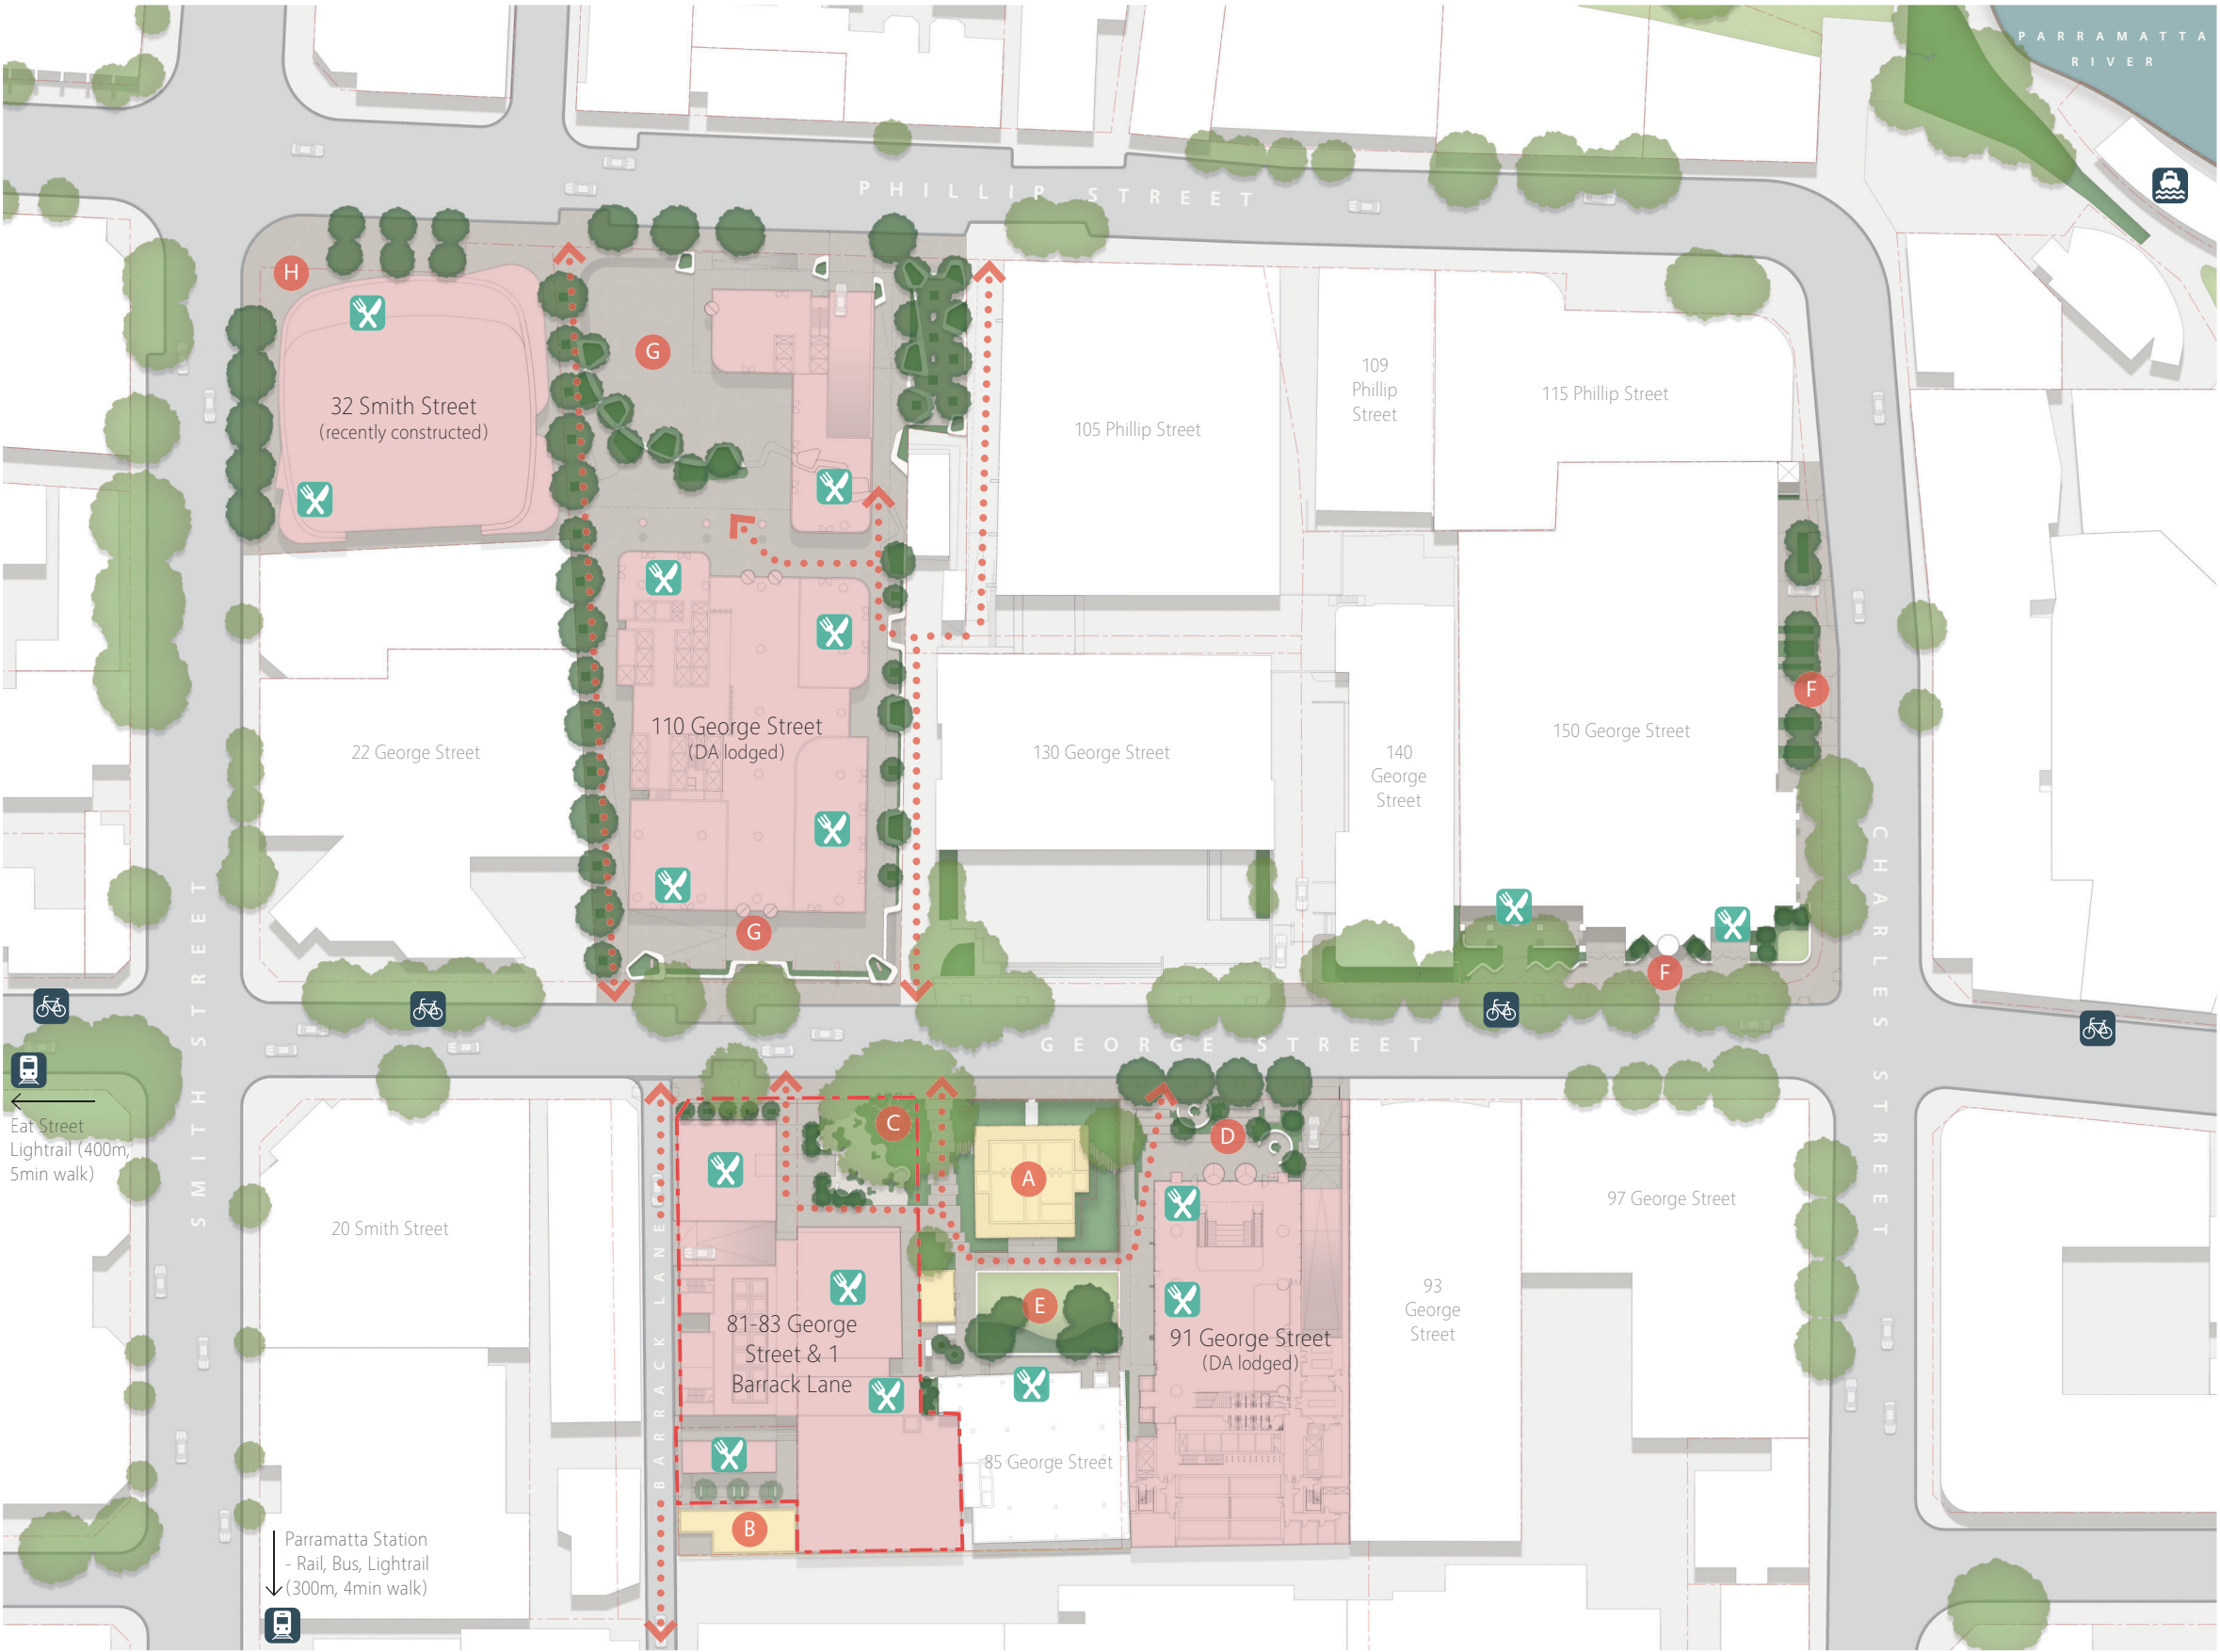 PARRAMATTA
RIVER
PHILLIP STREET
H
G
32 Smith Street
(recently constructed)
109
Phillip
Street
115 Phillip Street
105 Phillip Street
F
110 George Street
(DA lodged)
22 George Street
130 George Street
140
George
Street
150 George Street
G
F
SMITH STREET
CHARLES STREET
GEORGE STREET
Eat Street
Lightrail (400m,
5min walk)
C
D
A
20 Smith Street
97 George Street
BARRACK LANE
E
81-83 George
Street & 1
Barrack Lane
91 George Street
(DA lodged)
93
George
Street
85 George Street
B
Parramatta Station
- Rail, Bus, Lightrail
(300m, 4min walk)